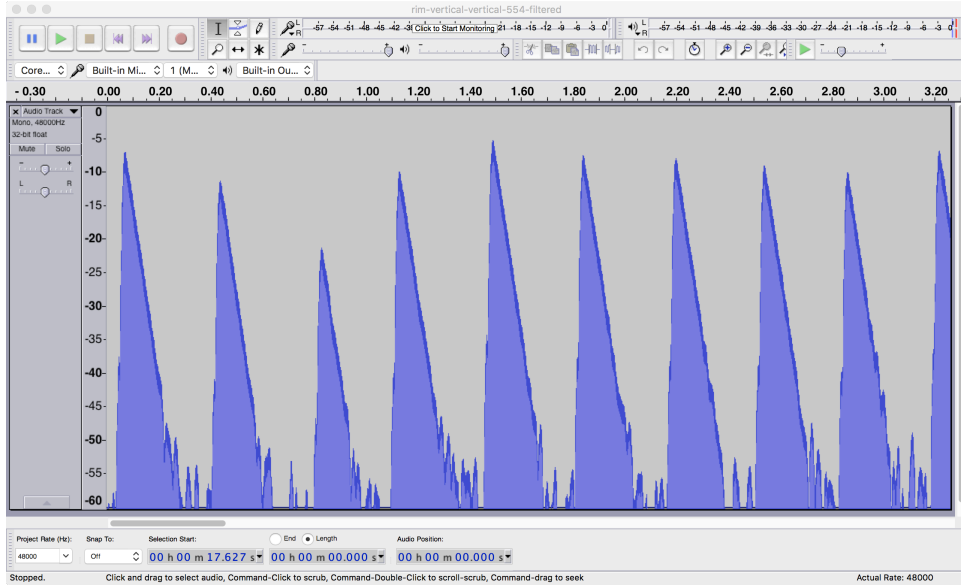 rim-vertical-vertical-554-filtered
L R -57 -54 -51 -48 -45 -42 -3 Click to Start Monitoring 21 -18 -15 -12 -9 -6 -3 0
L R -57 -54 -51 -48 -45 -42 -39 -36 -33 -30 -27 -24 -21 -18 -15 -12 -9 -6 -3 0
Core... Built-in Mi... 1 (M... Built-in Ou...
- 0.30 0.00 0.20 0.40 0.60 0.80 1.00 1.20 1.40 1.60 1.80 2.00 2.20 2.40 2.60 2.80 3.00 3.20
Audio Track
Mono, 48000Hz
32-bit float
Mute Solo
- +
L R
0
-5-
-10-
-15-
-20-
-25-
-30-
-35-
-40-
-45-
-50-
-55-
-60
Project Rate (Hz): Snap To: Selection Start: End Length Audio Position:
48000 Off 00 h 00 m 17.627 s 00 h 00 m 00.000 s 00 h 00 m 00.000 s
Stopped. Click and drag to select audio, Command-Click to scrub, Command-Double-Click to scroll-scrub, Command-drag to seek Actual Rate: 48000